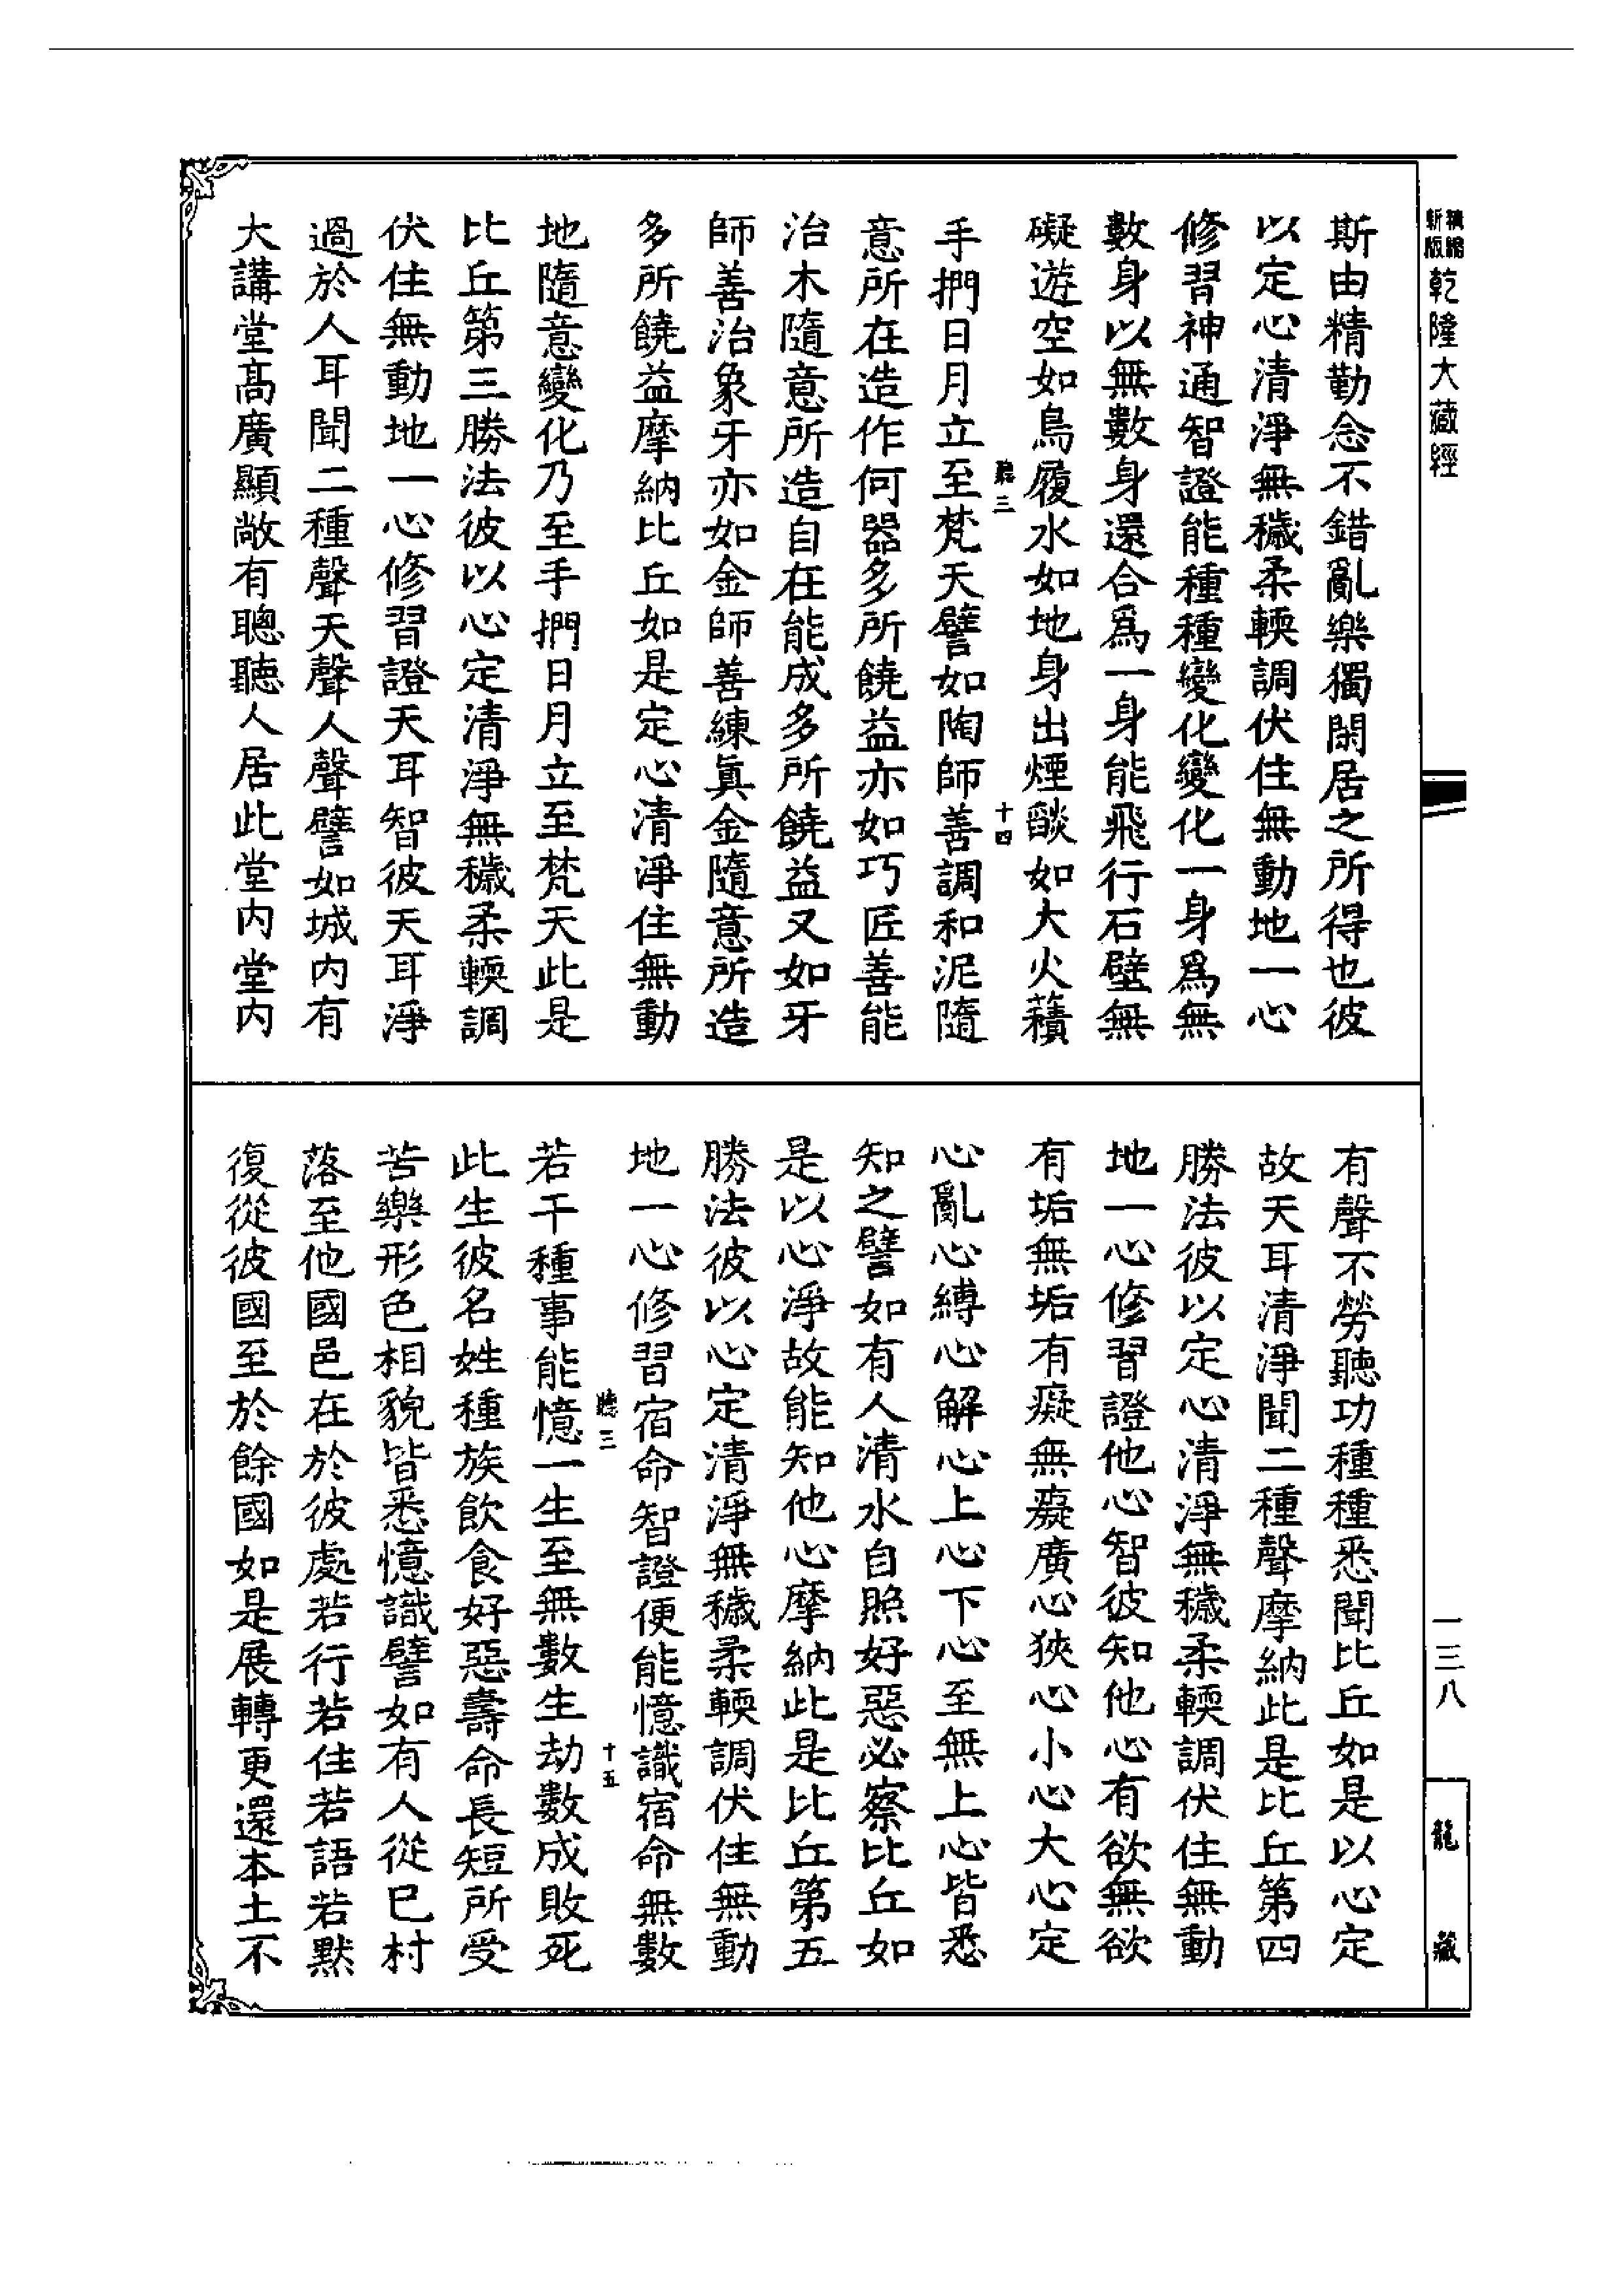 精縮新版乾隆大藏經
斯由精勤念不錯亂樂獨閑居之所得也彼
以定心清淨無穢柔輭調伏住無動地一心
修習神通智證能種種變化變化一身爲無
數身以無數身還合爲一身能飛行石壁無
礙遊空如鳥履水如地身出煙燄如大火𧂐
聽三
十四
手捫日月立至梵天譬如陶師善調和泥隨
意所在造作何器多所饒益亦如巧匠善能
治木隨意所造自在能成多所饒益又如牙
師善治象牙亦如金師善練眞金隨意所造
多所饒益摩納比丘如是定心清淨住無動
地隨意變化乃至手捫日月立至梵天此是
比丘第三勝法彼以心定清淨無穢柔輭調
伏住無動地一心修習證天耳智彼天耳淨
過於人耳聞二種聲天聲人聲譬如城内有
大講堂高廣顯敞有聰聽人居此堂内堂内
有聲不勞聽功種種悉聞比丘如是以心定
故天耳清淨聞二種聲摩納此是比丘第四
勝法彼以定心清淨無穢柔輭調伏住無動
地一心修習證他心智彼知他心有欲無欲
有垢無垢有癡無癡廣心狹心小心大心定
心亂心縛心解心上心下心至無上心皆悉
知之譬如有人清水自照好惡必察比丘如
是以心淨故能知他心摩納此是比丘第五
勝法彼以心定清淨無穢柔輭調伏住無動
地一心修習宿命智證便能憶識宿命無數
聽三
十五
若干種事能憶一生至無數生劫數成敗死
此生彼名姓種族飲食好惡壽命長短所受
苦樂形色相貌皆悉憶識譬如有人從已村
落至他國邑在於彼處若行若住若語若默
復從彼國至於餘國如是展轉更還本土不
一三八
龍藏